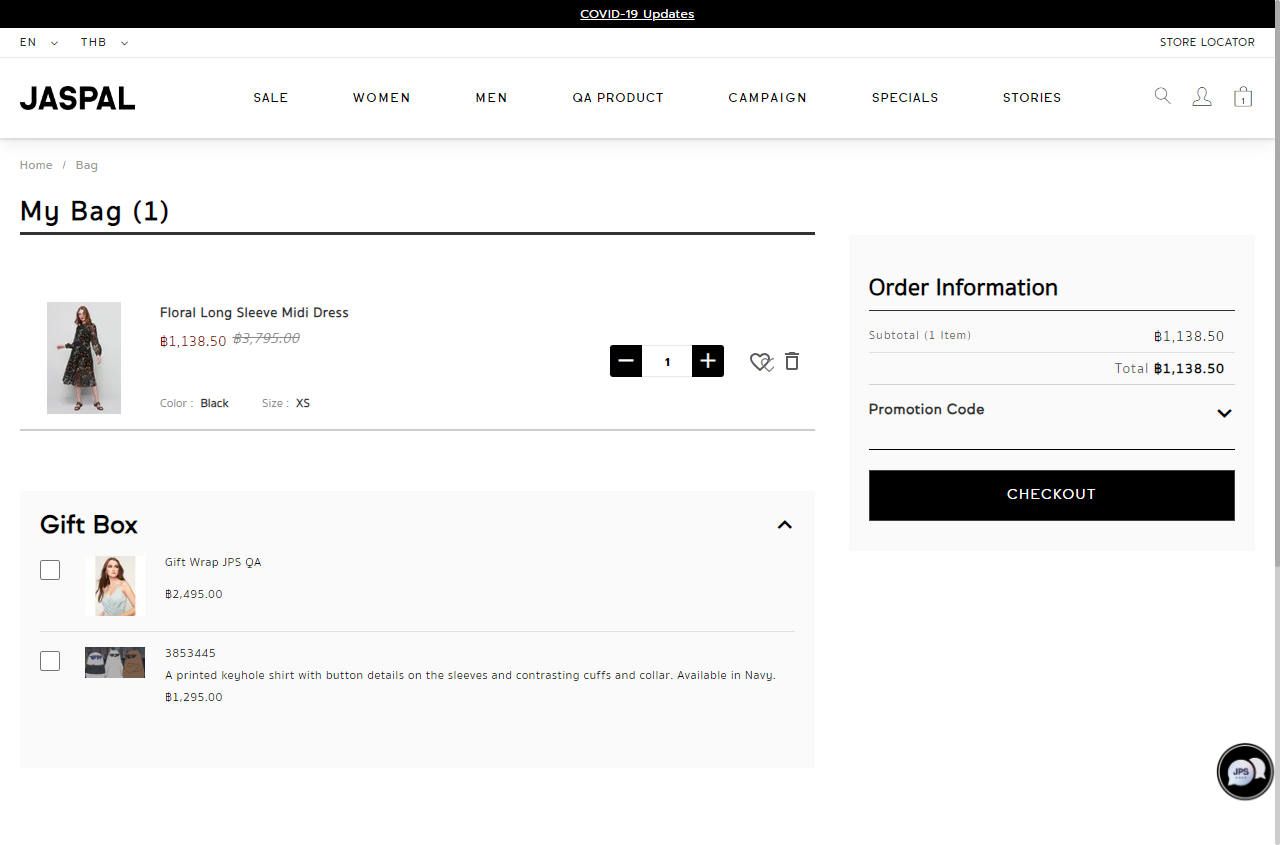 COVID-19 Updates
EN THB STORE LOCATOR
JASPAL SALE WOMEN MEN QA PRODUCT CAMPAIGN SPECIALS STORIES 1
Home / Bag
My Bag (1)
Floral Long Sleeve Midi Dress
฿1,138.50 ฿3,795.00
1
Color : Black Size : XS
Order Information
Subtotal (1 Item) ฿1,138.50
Total ฿1,138.50
Promotion Code
CHECKOUT
Gift Box
Gift Wrap JPS QA
฿2,495.00
3853445
A printed keyhole shirt with button details on the sleeves and contrasting cuffs and collar. Available in Navy.
฿1,295.00
JPS